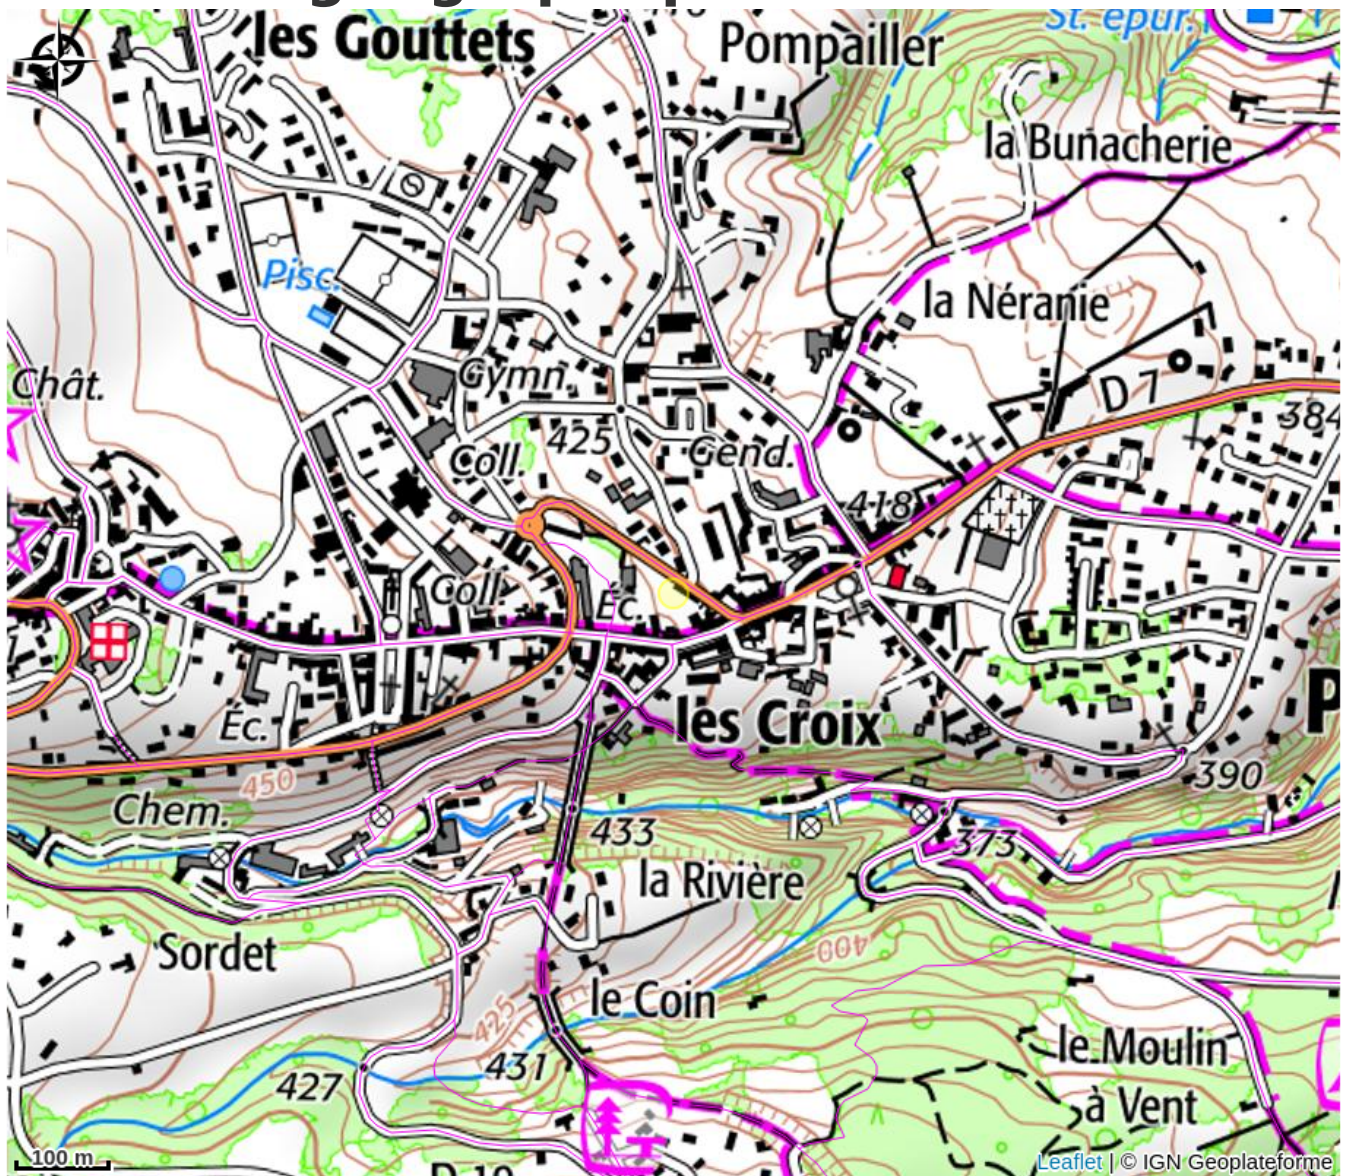 les Gouttets
Pompailler
St. épur.
la Bunacherie
Pisc.
la Néranie
Chât.
Gymn.
D 7
384
425
Coll.
Gend.
418
Coll.
Éc.
les Croix
Éc.
390
450
Chem.
433
373
la Rivière
Sordet
400
le Coin
425
le Moulin
à Vent
431
427
100 m
Leaflet | © IGN Geoplateforme